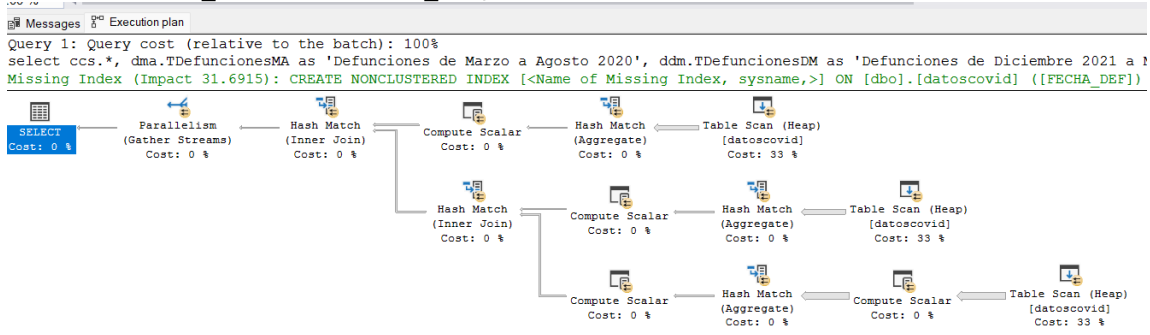 Messages Execution plan
Query 1: Query cost (relative to the batch): 100%
select ccs.*, dma.TDefuncionesMA as 'Defunciones de Marzo a Agosto 2020', ddm.TDefuncionesDM as 'Defunciones de Diciembre 2021 a
Missing Index (Impact 31.6915): CREATE NONCLUSTERED INDEX [<Name of Missing Index, sysname,>] ON [dbo].[datoscovid] ([FECHA_DEF])
SELECT
Cost: 0 %
Parallelism
(Gather Streams)
Cost: 0 %
Hash Match
(Inner Join)
Cost: 0 %
Compute Scalar
Cost: 0 %
Hash Match
(Aggregate)
Cost: 0 %
Table Scan (Heap)
[datoscovid]
Cost: 33 %
Hash Match
(Inner Join)
Cost: 0 %
Compute Scalar
Cost: 0 %
Hash Match
(Aggregate)
Cost: 0 %
Table Scan (Heap)
[datoscovid]
Cost: 33 %
Compute Scalar
Cost: 0 %
Hash Match
(Aggregate)
Cost: 0 %
Compute Scalar
Cost: 0 %
Table Scan (Heap)
[datoscovid]
Cost: 33 %